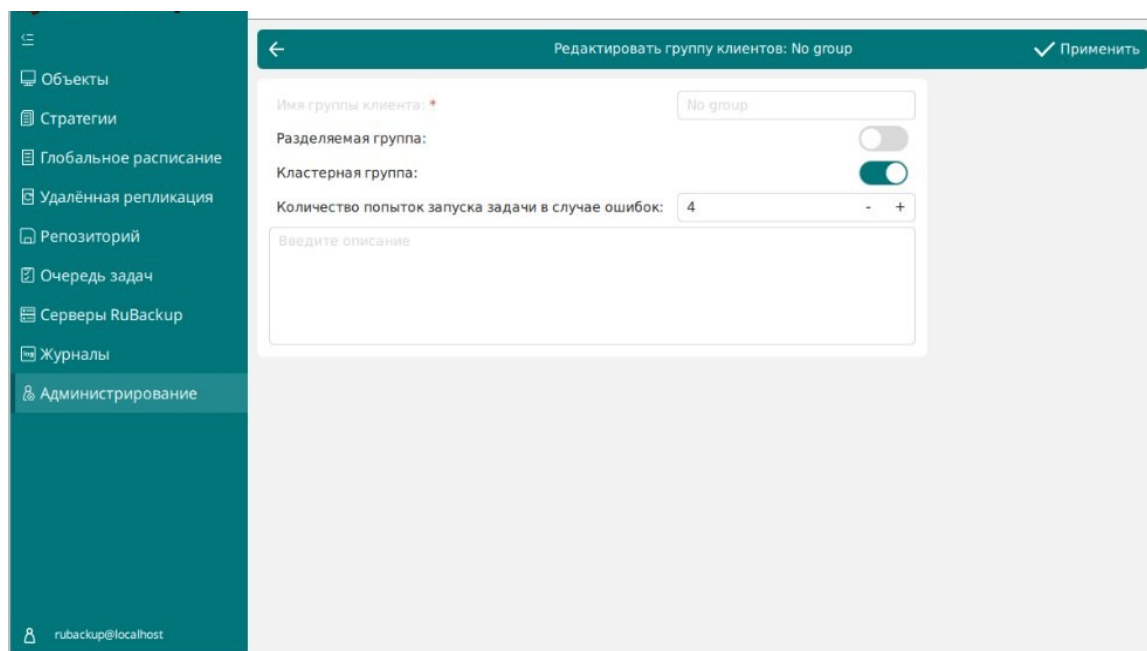 Редактировать группу клиентов: No group
Применить
Объекты
Стратегии
Глобальное расписание
Удалённая репликация
Репозиторий
Очередь задач
Серверы RuBackup
Журналы
Администрирование
rubackup@localhost
Имя группы клиента: * No group
Разделяемая группа:
Кластерная группа:
Количество попыток запуска задачи в случае ошибок: 4 - +
Введите описание